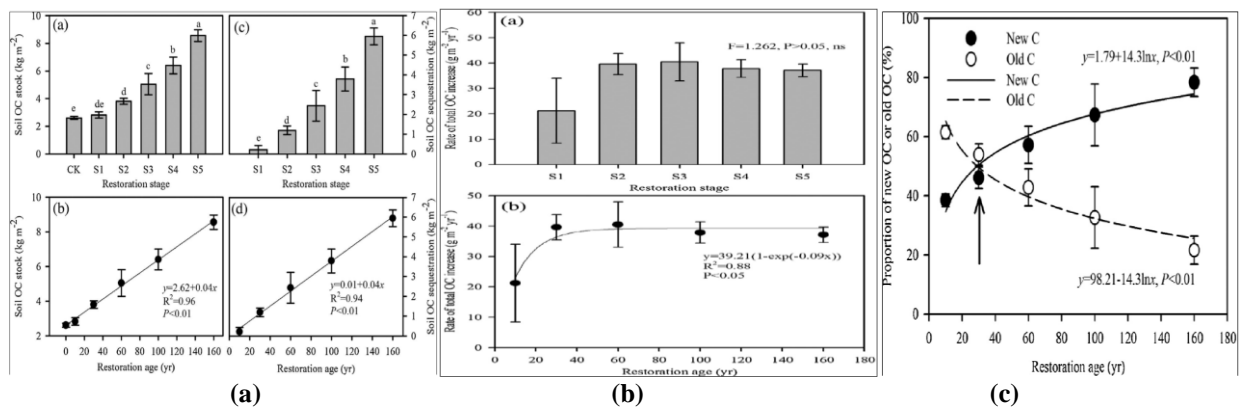 (a)
Soil OC stock (kg m⁻²)
10
8
6
4
2
0
e
de
d
c
b
a
CK S1 S2 S3 S4 S5
Restoration stage
(c)
Soil OC sequestration (kg m⁻²)
7
6
5
4
3
2
1
0
e
d
c
b
a
S1 S2 S3 S4 S5
Restoration stage
(b)
Soil OC stock (kg m⁻²)
10
8
6
4
2
y=2.62+0.04x
R²=0.96
P<0.01
0 20 40 60 80 100 120 140 160
Restoration age (yr)
(d)
Soil OC sequestration (kg m⁻²)
7
6
5
4
3
2
1
0
y=0.01+0.04x
R²=0.94
P<0.01
20 40 60 80 100 120 140 160
Restoration age (yr)
(a)
(a)
Rate of total OC increase (g m⁻² yr⁻¹)
60
50
40
30
20
10
0
F=1.262, P>0.05, ns
S1 S2 S3 S4 S5
Restoration stage
(b)
Rate of total OC increase (g m⁻² yr⁻¹)
50
40
30
20
10
0
y=39.21(1-exp(-0.09x))
R²=0.88
P<0.05
0 20 40 60 80 100 120 140 160
Restoration age (yr)
(b)
Proportion of new OC or old OC (%)
100
80
60
40
20
0
New C
Old C
New C
Old C
y=1.79+14.3lnx, P<0.01
y=98.21-14.3lnx, P<0.01
0 20 40 60 80 100 120 140 160 180
Restoration age (yr)
(c)